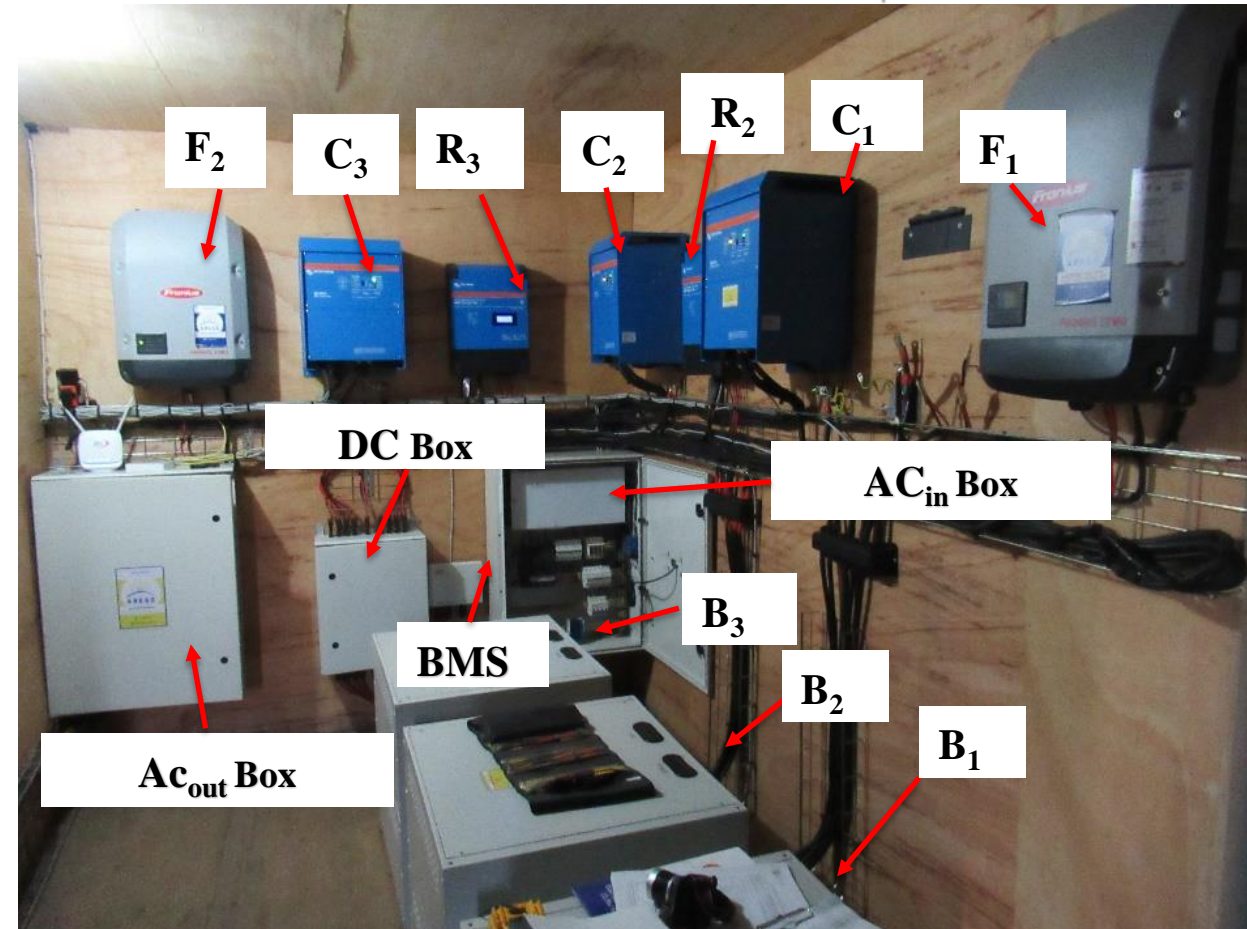 F₂
C₃
R₃
C₂
R₂
C₁
F₁
Fronius
Fronius
DC Box
ACᵢₙ Box
BMS
B₃
B₂
B₁
Acₒᵤₜ Box